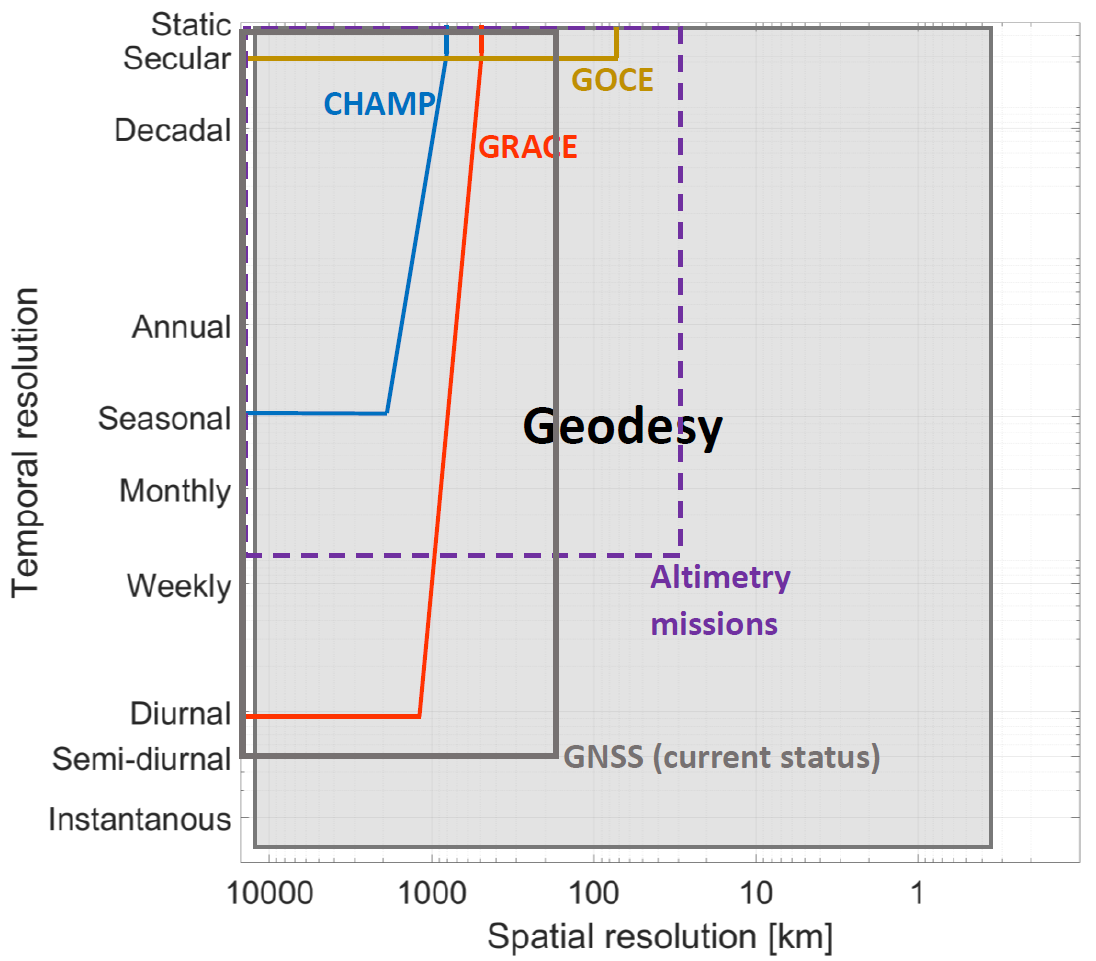 Static
Secular
Decadal
Annual
Seasonal
Monthly
Weekly
Diurnal
Semi-diurnal
Instantanous
Temporal resolution
CHAMP
GRACE
GOCE
Geodesy
Altimetry
missions
GNSS (current status)
10000 1000 100 10 1
Spatial resolution [km]